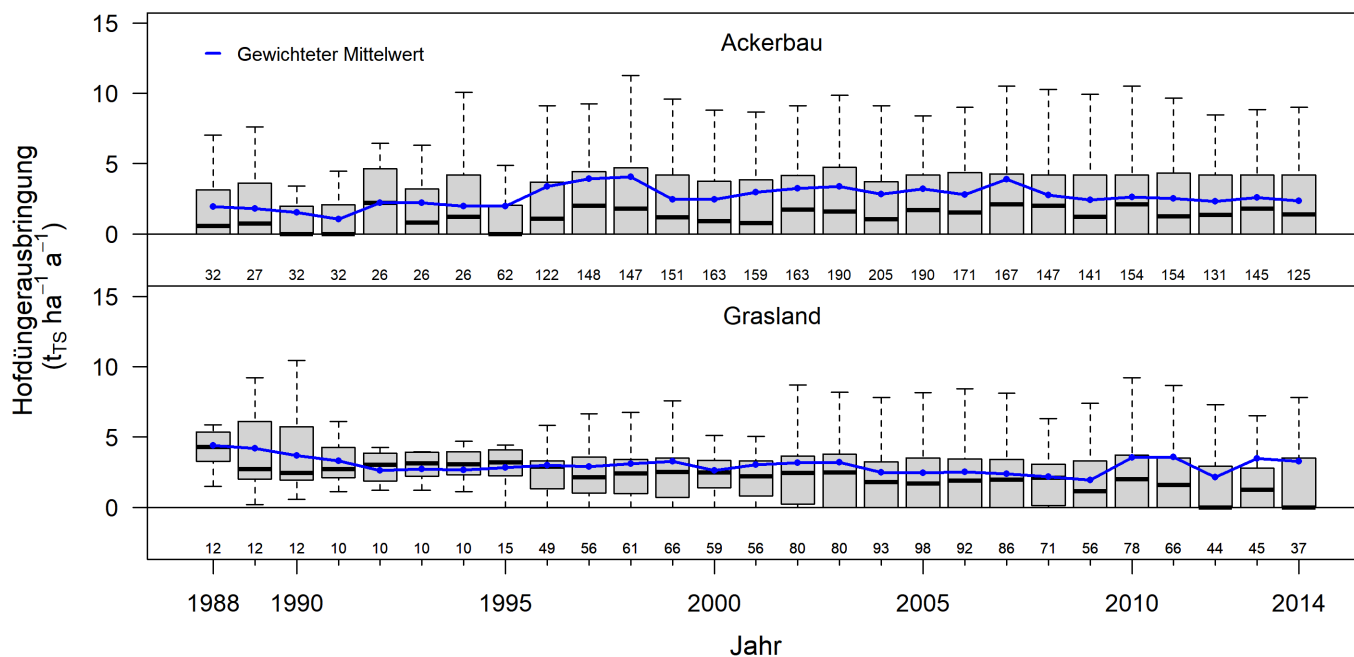 Hofdüngerausbringung
(t_TS ha⁻¹ a⁻¹)
15
10
5
0
Gewichteter Mittelwert
Ackerbau
32 27 32 32 26 26 26 62 122 148 147 151 163 159 163 190 205 190 171 167 147 141 154 154 131 145 125
15
10
5
0
Grasland
12 12 12 10 10 10 10 15 49 56 61 66 59 56 80 80 93 98 92 86 71 56 78 66 44 45 37
1988 1990 1995 2000 2005 2010 2014
Jahr